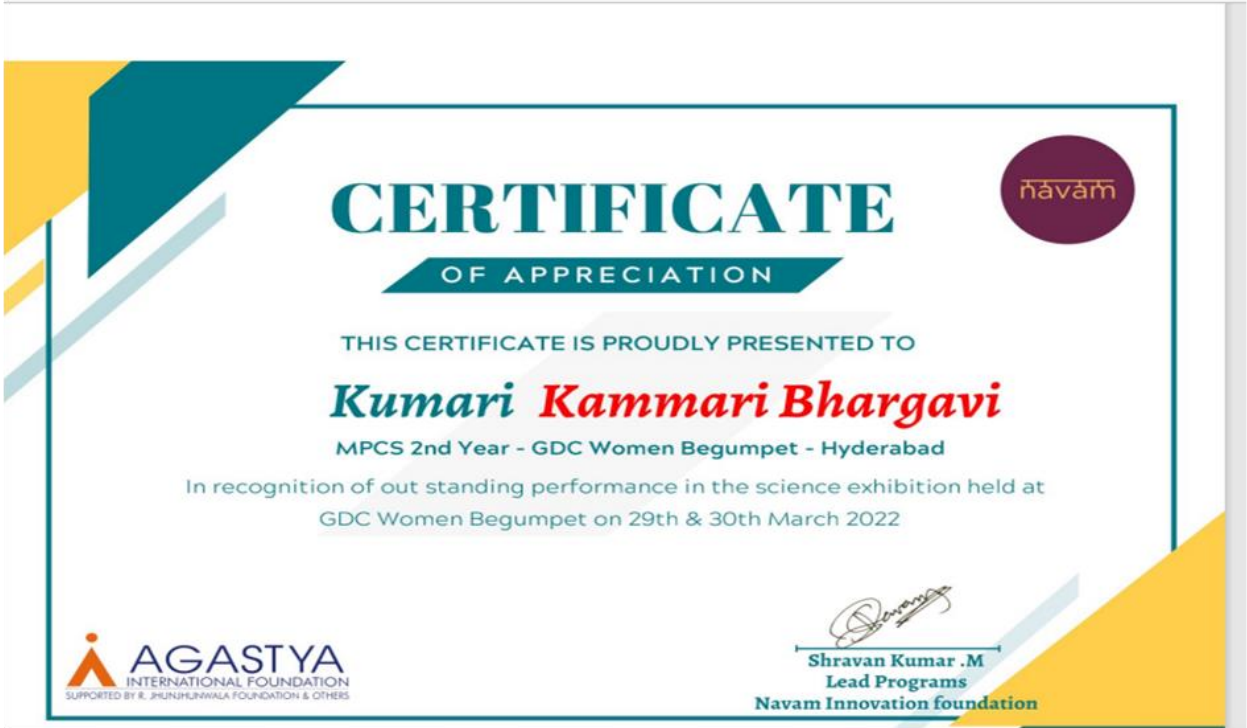 navam
CERTIFICATE
OF APPRECIATION
THIS CERTIFICATE IS PROUDLY PRESENTED TO
Kumari Kammari Bhargavi
MPCS 2nd Year - GDC Women Begumpet - Hyderabad
In recognition of out standing performance in the science exhibition held at
GDC Women Begumpet on 29th & 30th March 2022
AGASTYA
INTERNATIONAL FOUNDATION
SUPPORTED BY R. JHUNJHUNWALA FOUNDATION & OTHERS
Shravan Kumar .M
Lead Programs
Navam Innovation foundation